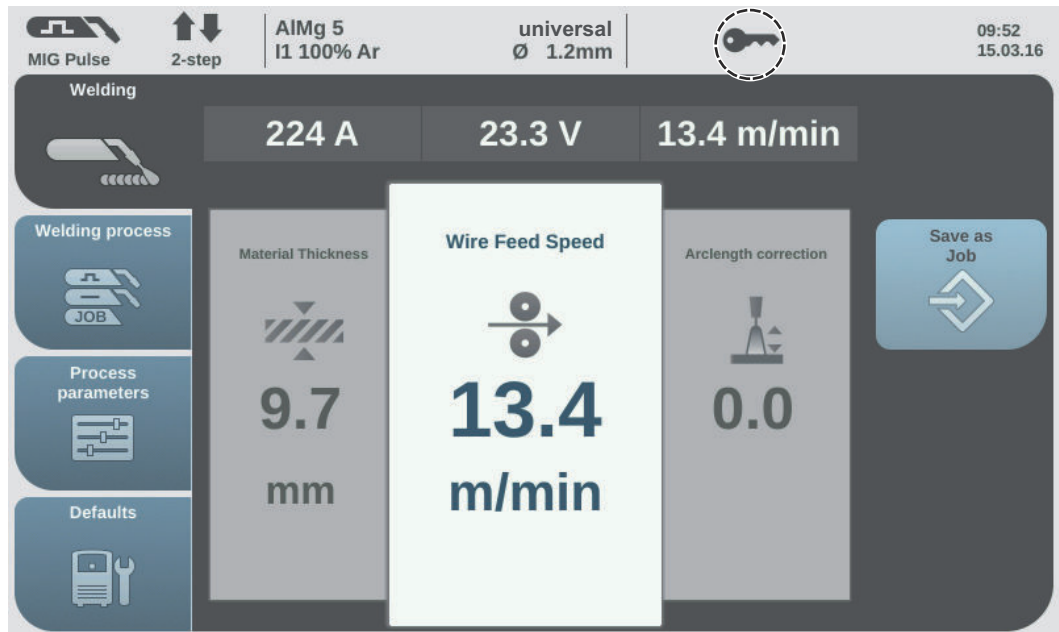 MIG Pulse
2-step
AlMg 5
I1 100% Ar
universal
Ø 1.2mm
09:52
15.03.16
Welding
224 A
23.3 V
13.4 m/min
Welding process
JOB
Process
parameters
Defaults
Material Thickness
9.7
mm
Wire Feed Speed
13.4
m/min
Arclength correction
0.0
Save as
Job